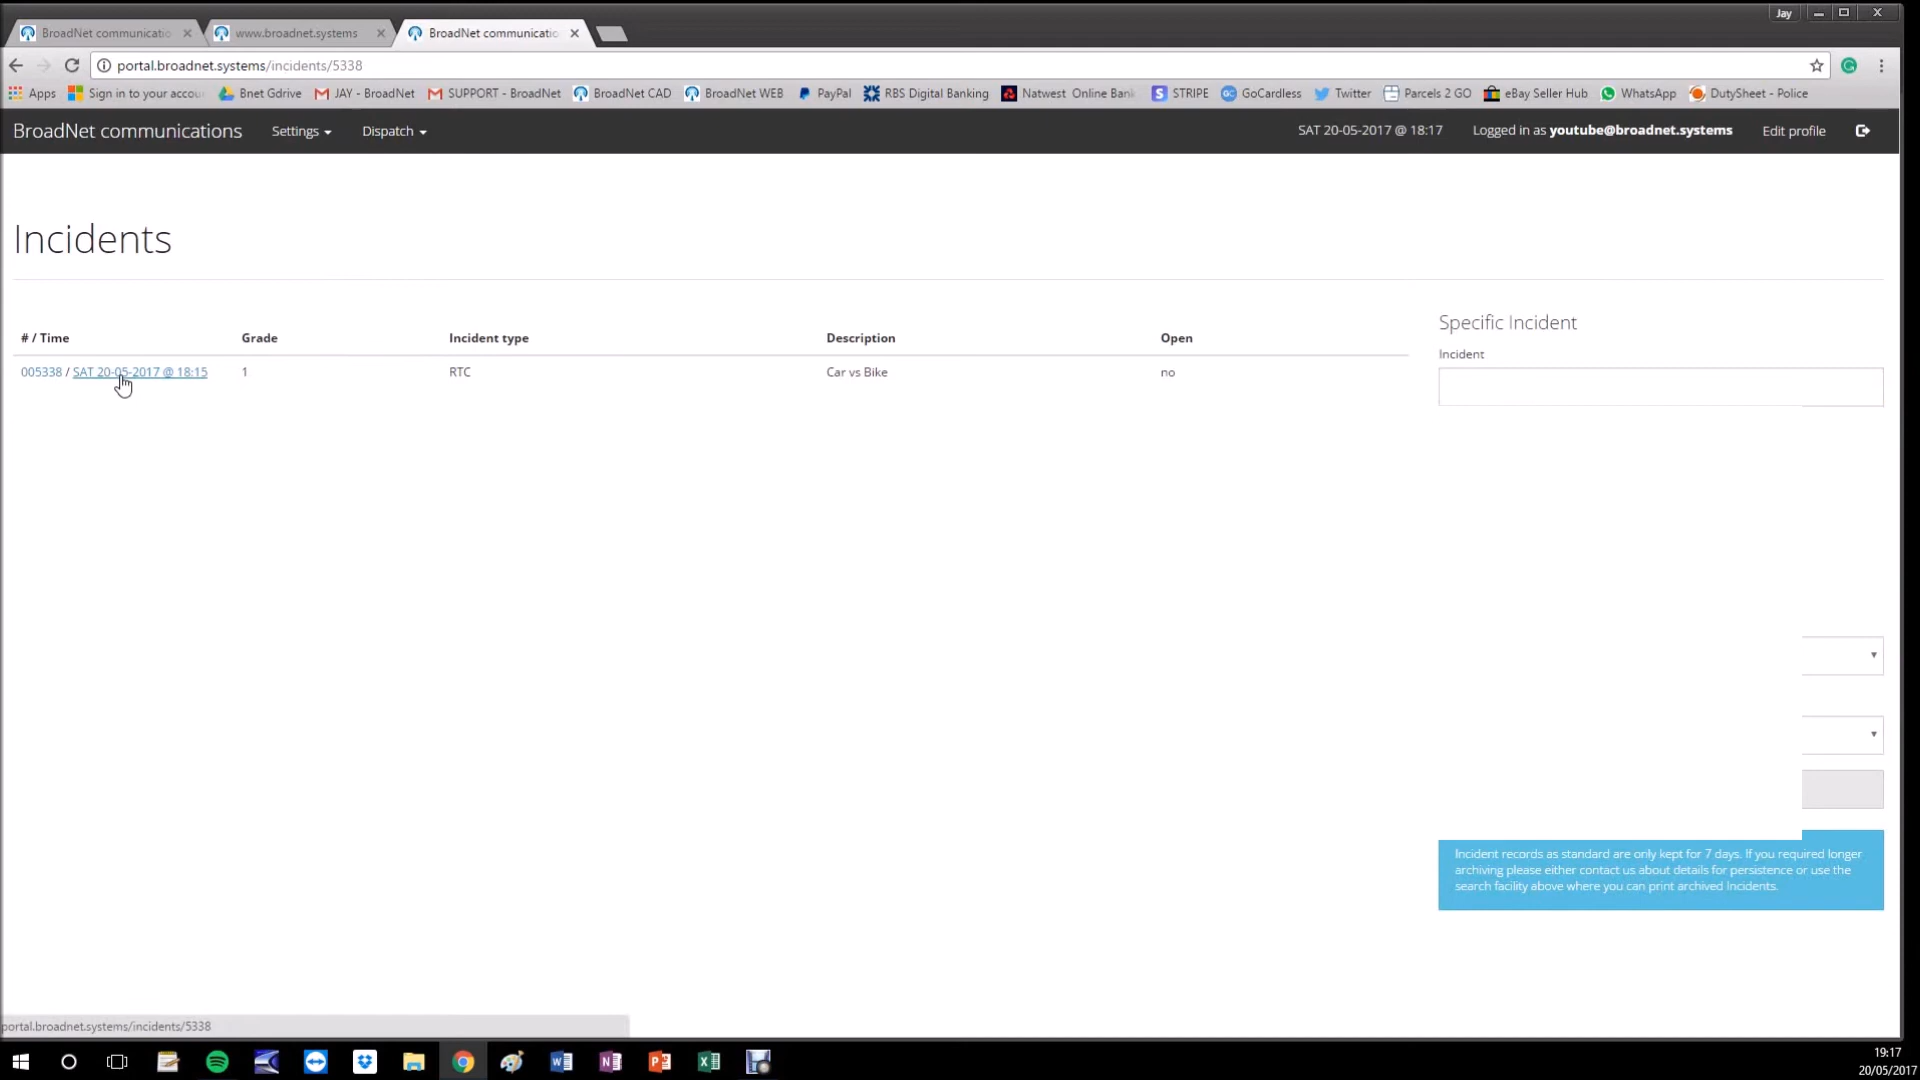 Jay
BroadNet communicatio
www.broadnet.systems
BroadNet communicatio
portal.broadnet.systems/incidents/5338
Apps
Sign in to your accou
Bnet Gdrive
JAY - BroadNet
SUPPORT - BroadNet
BroadNet CAD
BroadNet WEB
PayPal
RBS Digital Banking
Natwest Online Bank
STRIPE
GoCardless
Twitter
Parcels 2 GO
eBay Seller Hub
WhatsApp
DutySheet - Police
BroadNet communications
Settings
Dispatch
SAT 20-05-2017 @ 18:17
Logged in as youtube@broadnet.systems
Edit profile
Incidents
# / Time
Grade
Incident type
Description
Open
005338 / SAT 20-05-2017 @ 18:15
1
RTC
Car vs Bike
no
Specific Incident
Incident
Incident records as standard are only kept for 7 days. If you required longer
archiving please either contact us about details for persistence or use the
search facility above where you can print archived Incidents.
portal.broadnet.systems/incidents/5338
19:17
20/05/2017